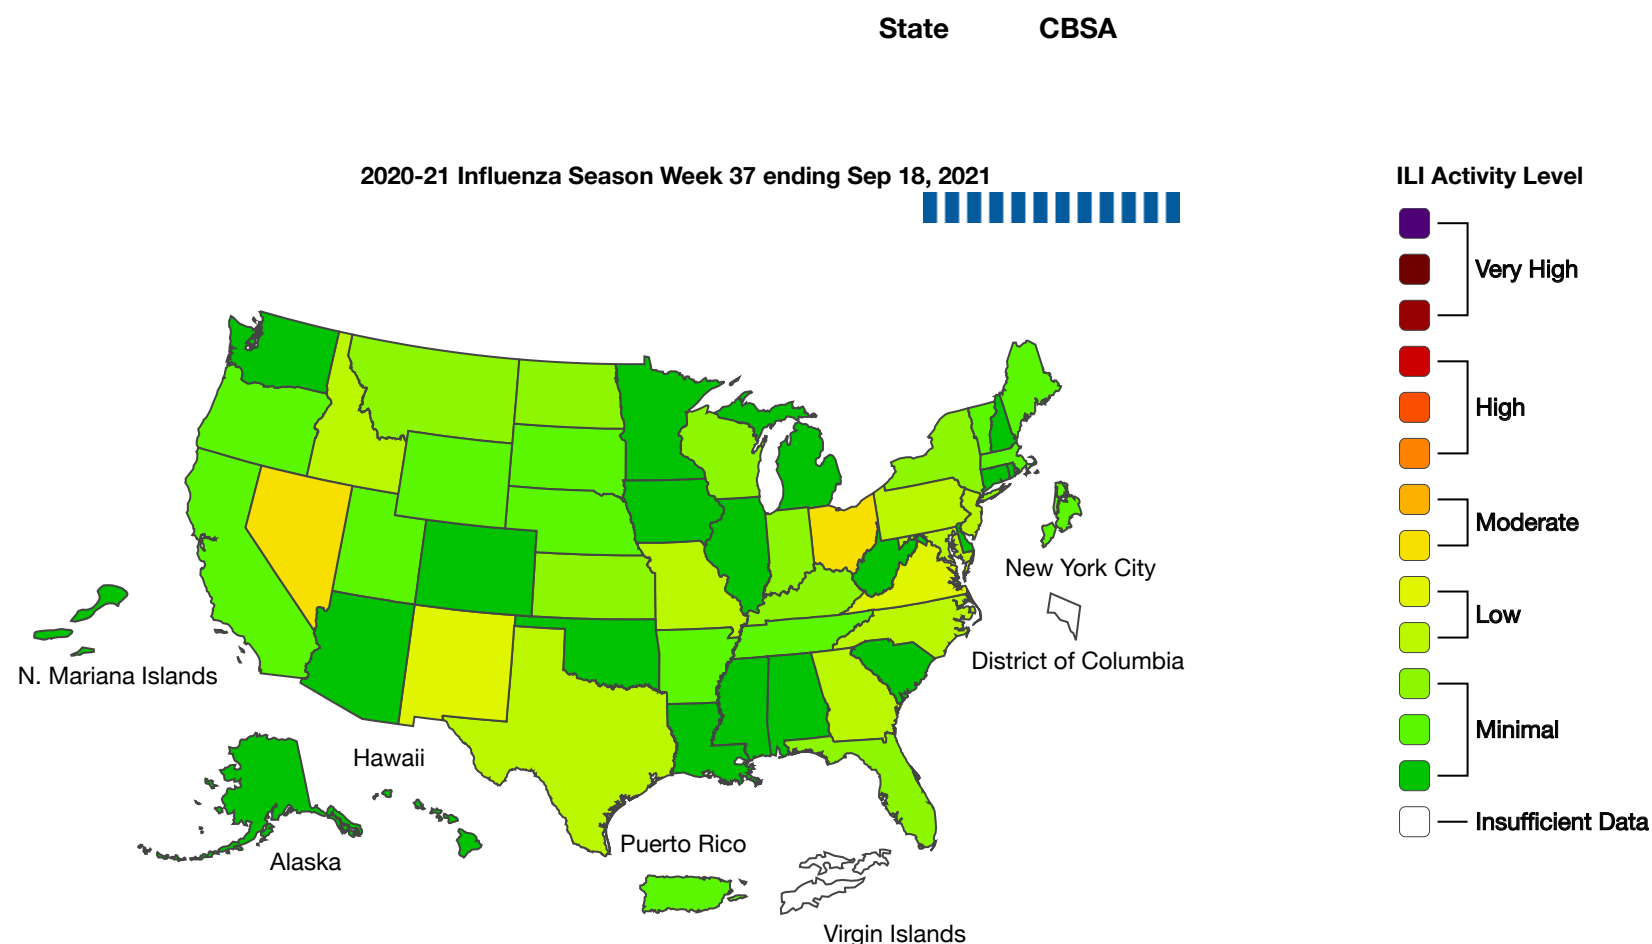 State CBSA
2020-21 Influenza Season Week 37 ending Sep 18, 2021
ILI Activity Level
Very High
High
Moderate
Low
Minimal
Insufficient Data
New York City
District of Columbia
N. Mariana Islands
Hawaii
Alaska
Puerto Rico
Virgin Islands